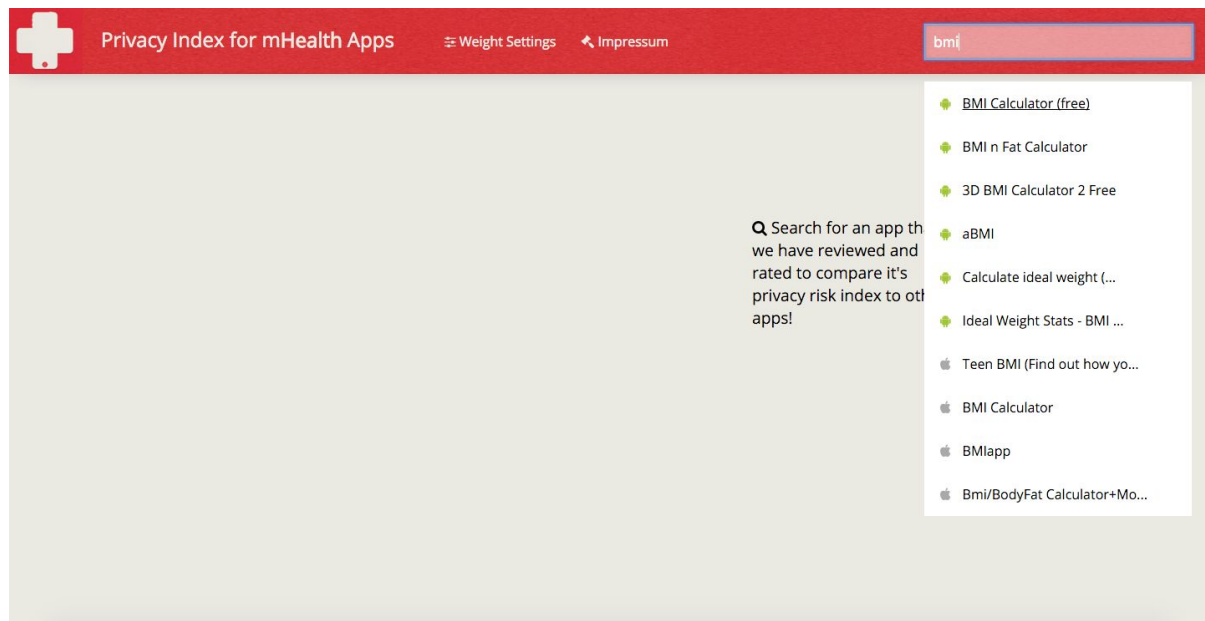 Privacy Index for mHealth Apps
Weight Settings
Impressum
bmi
BMI Calculator (free)
BMI n Fat Calculator
3D BMI Calculator 2 Free
aBMI
Calculate ideal weight (...
Ideal Weight Stats - BMI ...
Teen BMI (Find out how yo...
BMI Calculator
BMIapp
Bmi/BodyFat Calculator+Mo...
Search for an app th
we have reviewed and
rated to compare it's
privacy risk index to ot
apps!